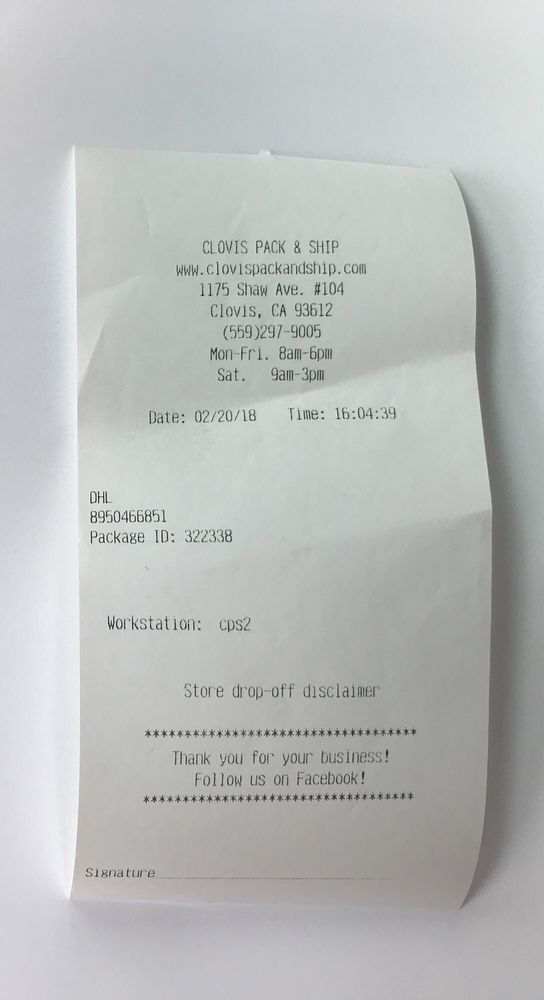 CLOVIS PACK & SHIP
www.clovispackandship.com
1175 Shaw Ave. #104
Clovis, CA 93612
(559)297-9005
Mon-Fri. 8am-6pm
Sat. 9am-3pm
Date: 02/20/18 Time: 16:04:39
DHL
8950466851
Package ID: 322338
Workstation: cps2
Store drop-off disclaimer
**********************************
Thank you for your business!
Follow us on Facebook!
**********************************
Signature